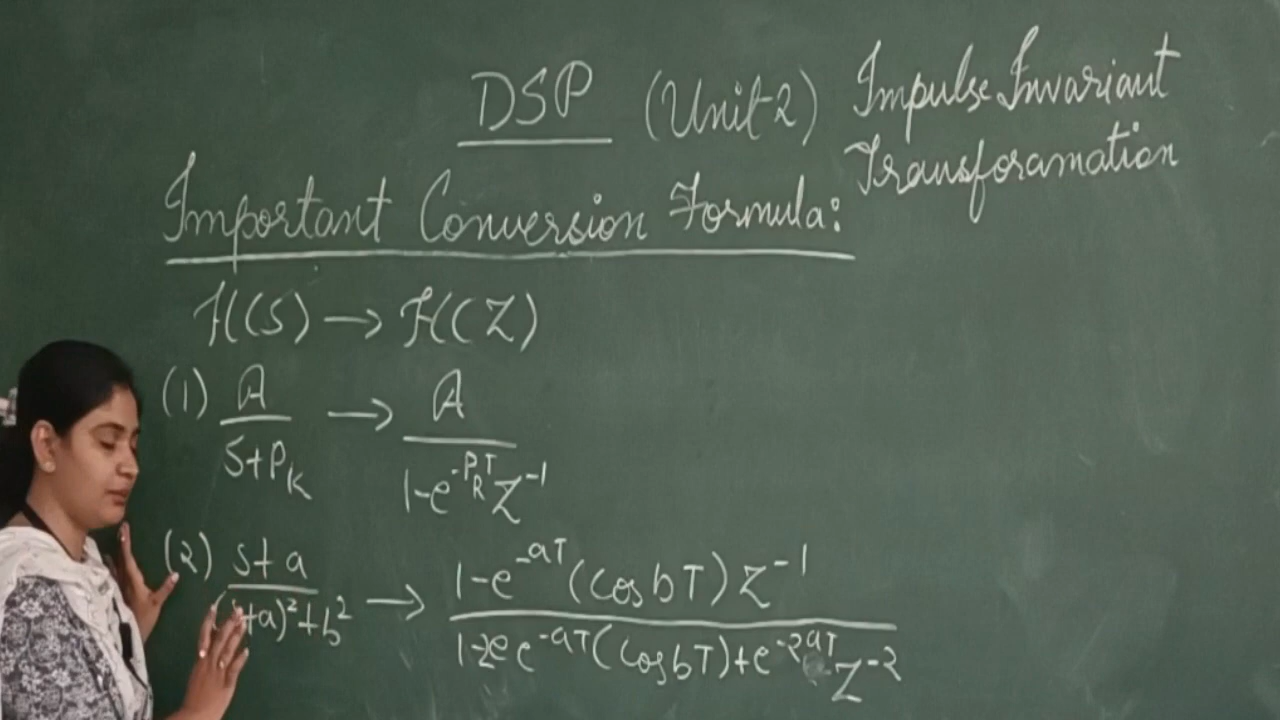 DSP (Unit-2) Impulse Invariant
Transforamation
Important Conversion Formula:
H(S) → H(Z)
(1) A/(S+P_K) → A/(1-e^{-P_R T} Z^{-1})
(2) (s+a)/((s+a)²+b²) → (1-e^{-aT}(cos bT) Z^{-1})/(1-2e e^{-aT}(cos bT)+e^{-2aT} Z^{-2})